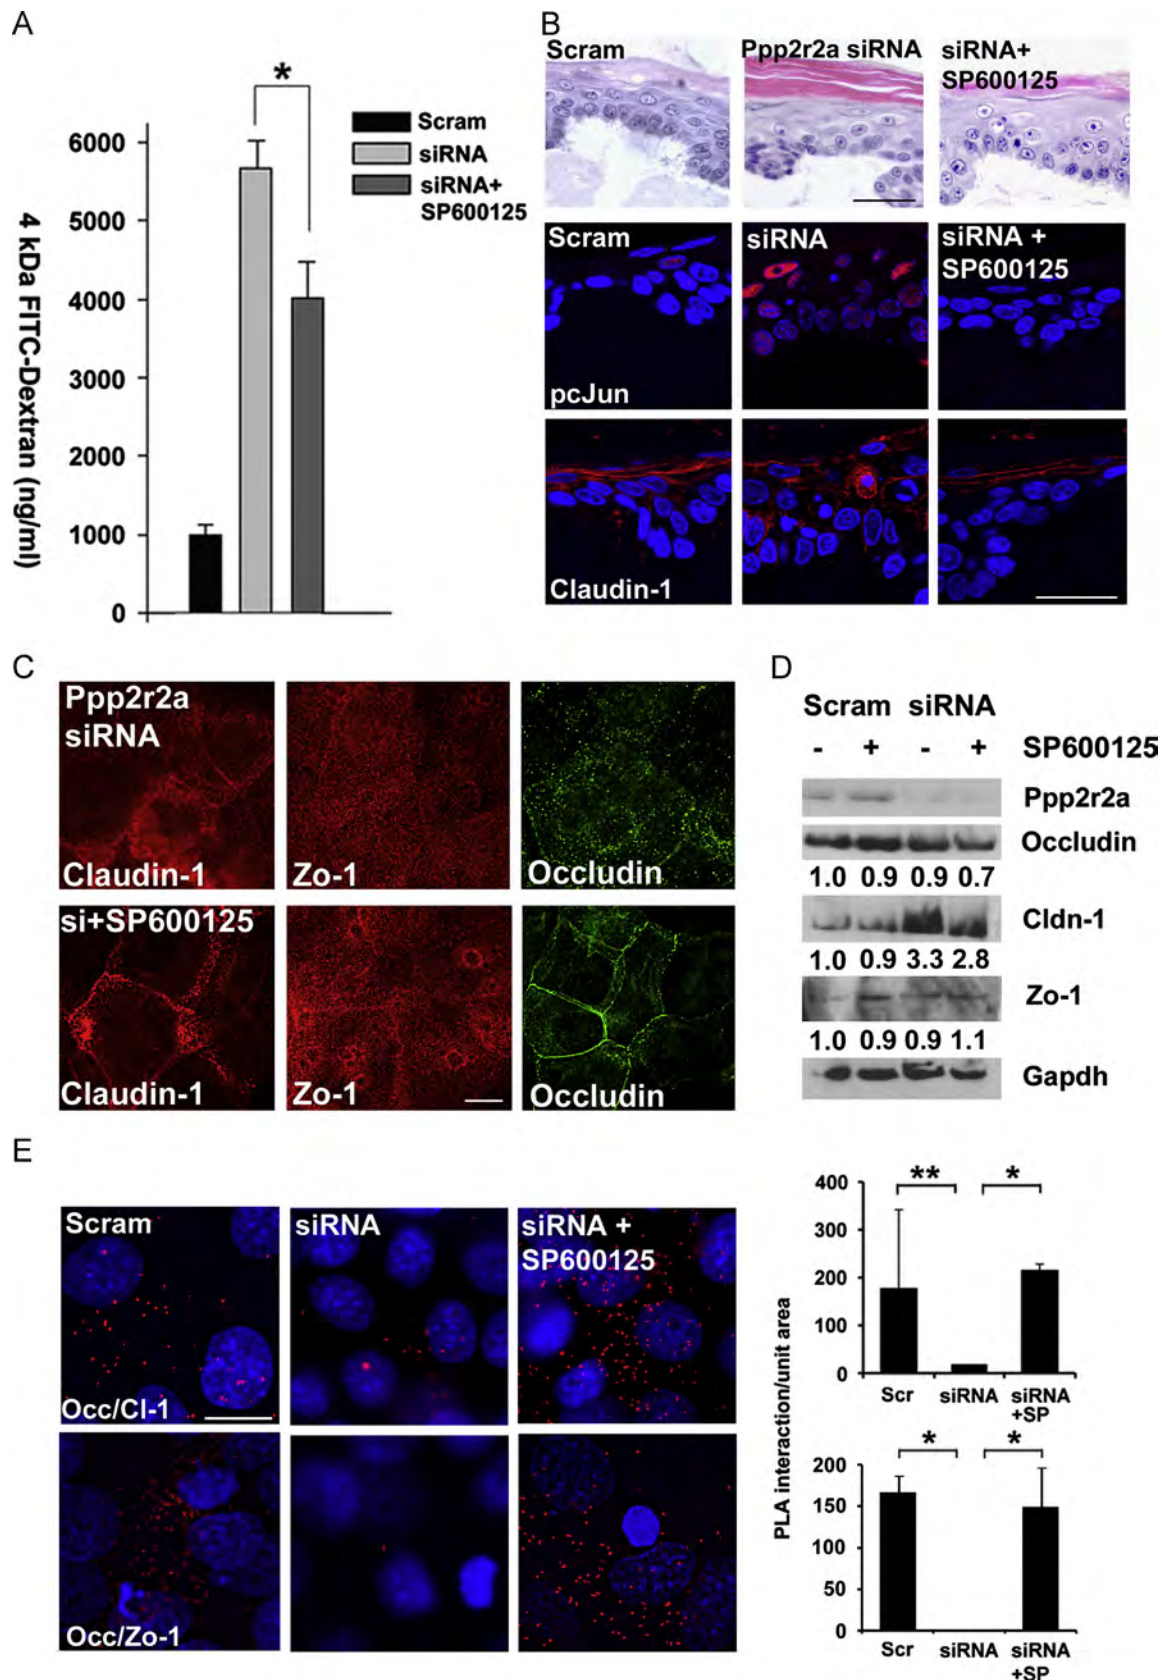 A
*
Scram
siRNA
siRNA+
SP600125
4 kDa FITC-Dextran (ng/ml)
6000
5000
4000
3000
2000
1000
0
B
Scram
Ppp2r2a siRNA
siRNA+
SP600125
Scram
siRNA
siRNA +
SP600125
pcJun
Claudin-1
C
Ppp2r2a
siRNA
Claudin-1
Zo-1
Occludin
si+SP600125
Claudin-1
Zo-1
Occludin
D
Scram siRNA
- + - + SP600125
Ppp2r2a
Occludin
1.0 0.9 0.9 0.7
Cldn-1
1.0 0.9 3.3 2.8
Zo-1
1.0 0.9 0.9 1.1
Gapdh
E
Scram
siRNA
siRNA +
SP600125
Occ/Cl-1
Occ/Zo-1
PLA interaction/unit area
** *
400
300
200
100
0
Scr siRNA siRNA
+SP
* *
200
150
100
50
0
Scr siRNA siRNA
+SP